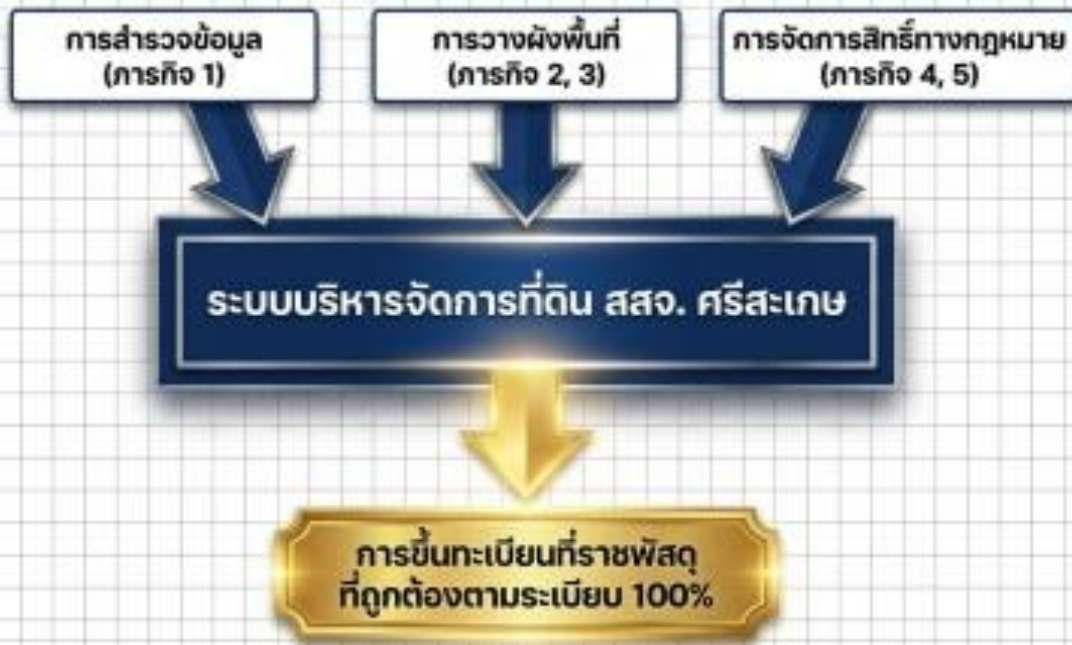 การสำรวจข้อมูล
(ภารกิจ 1)
การวางผังพื้นที่
(ภารกิจ 2, 3)
การจัดการสิทธิ์ทางกฎหมาย
(ภารกิจ 4, 5)
ระบบบริหารจัดการที่ดิน สสจ. ศรีสะเกษ
การขึ้นทะเบียนที่ราชพัสดุ
ที่ถูกต้องตามระเบียบ 100%